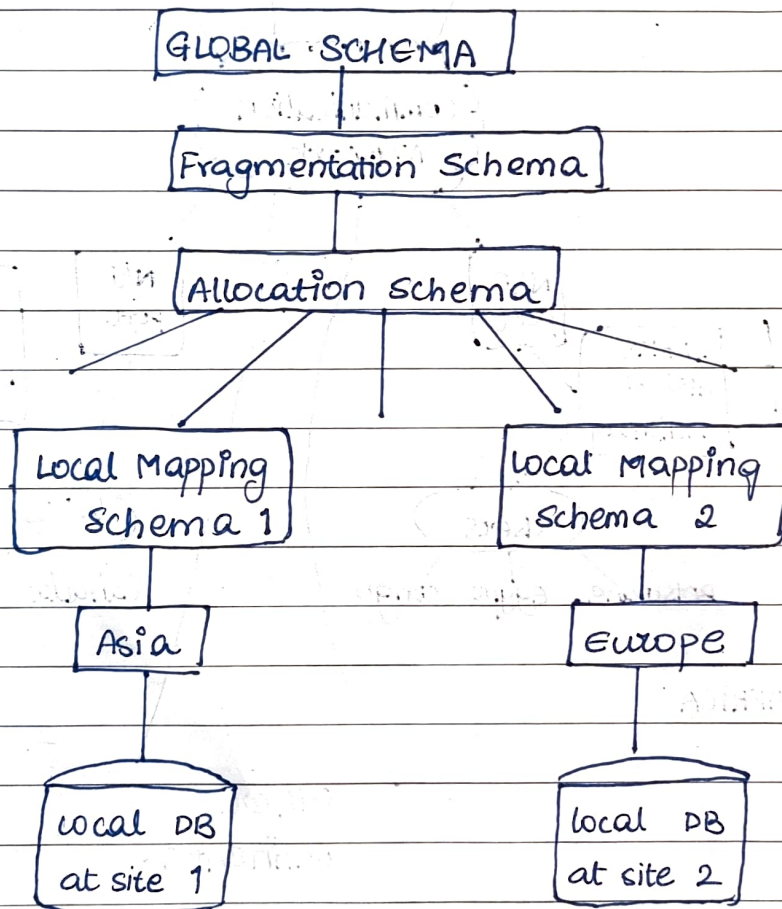 GLOBAL SCHEMA
Fragmentation Schema
Allocation Schema
Local Mapping
Schema 1
Local Mapping
Schema 2
Asia
Europe
Local DB
at site 1
Local DB
at site 2